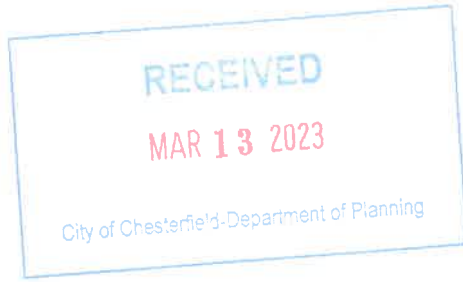 RECEIVED
MAR 13 2023
City of Chesterfield-Department of Planning